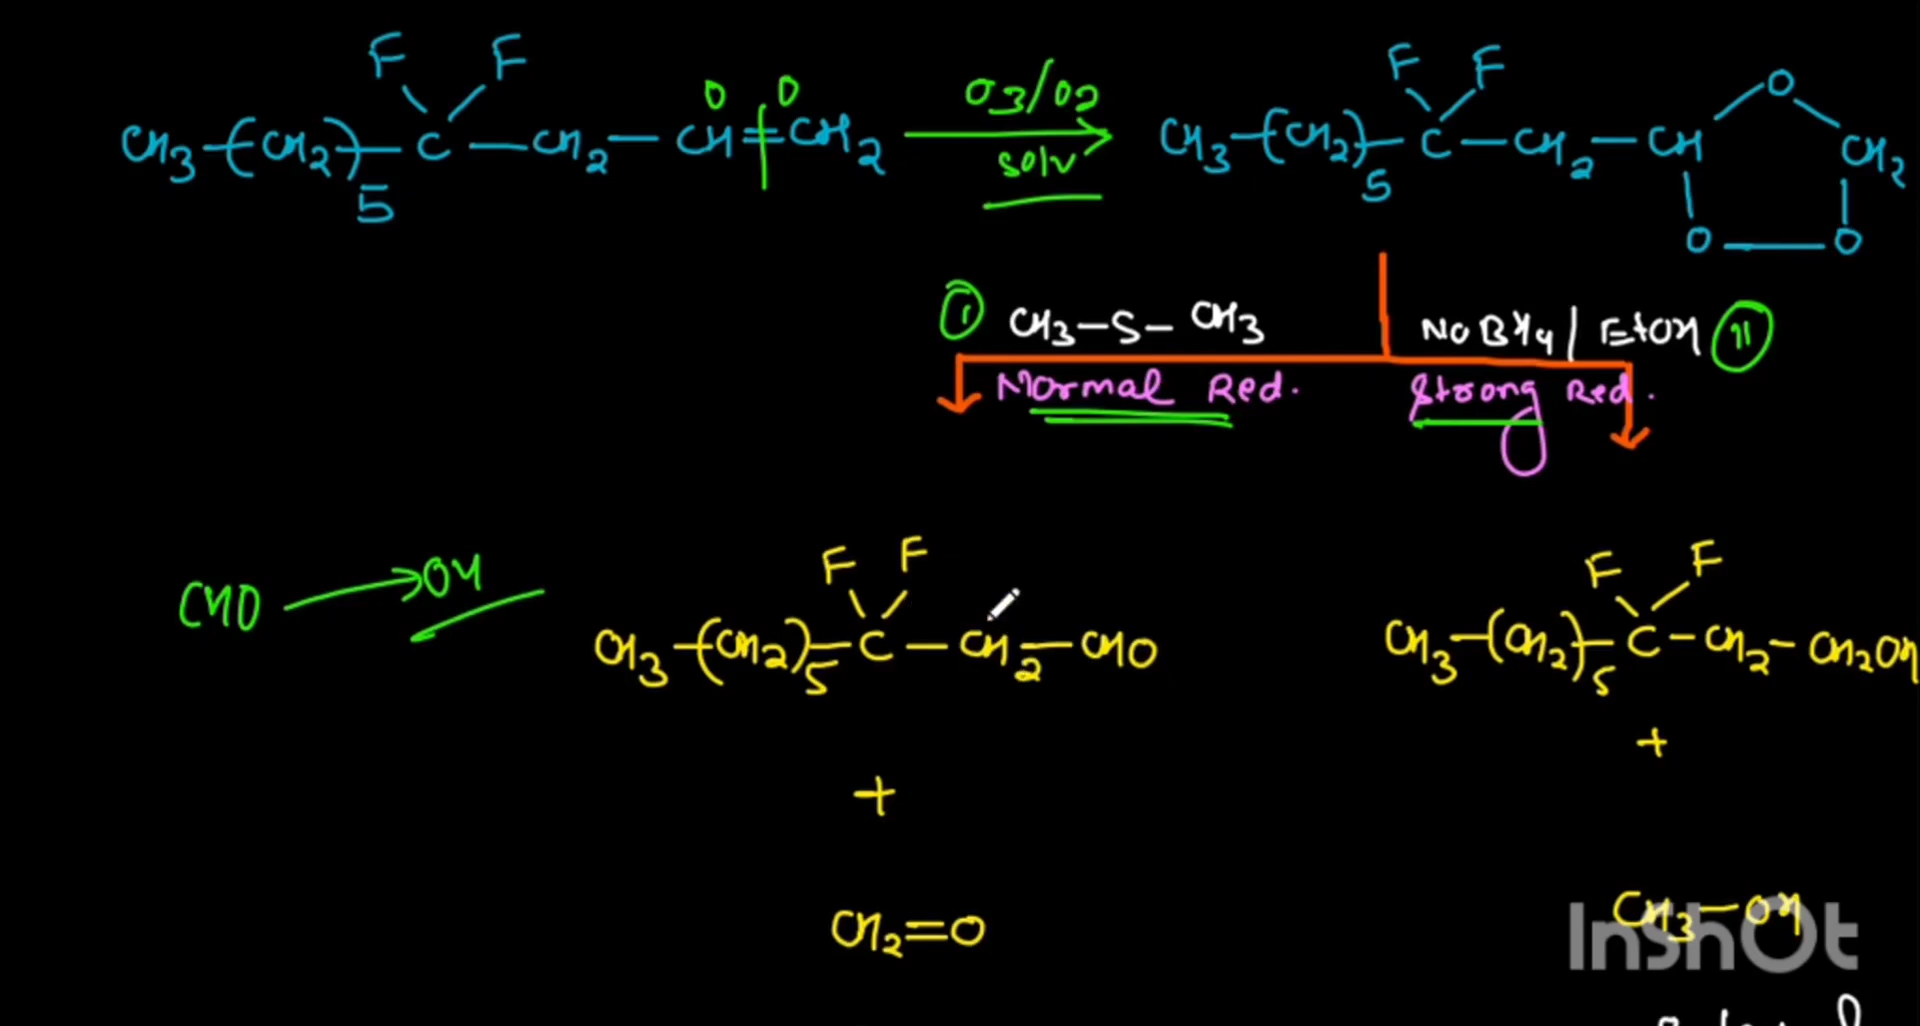 F F
CH3-(CH2)5-C-CH2-CH=CH2
O O
O3/O2
solv
F F
CH3-(CH2)5-C-CH2-CH
O
CH2
O-O
I CH3-S-CH3
NaBH4/EtOH II
Normal Red.
Strong Red.
CHO → OH
F F
CH3-(CH2)5-C-CH2-CHO
F F
CH3-(CH2)5-C-CH2-CH2OH
+
+
CH2=O
CH3-OH
InshOt